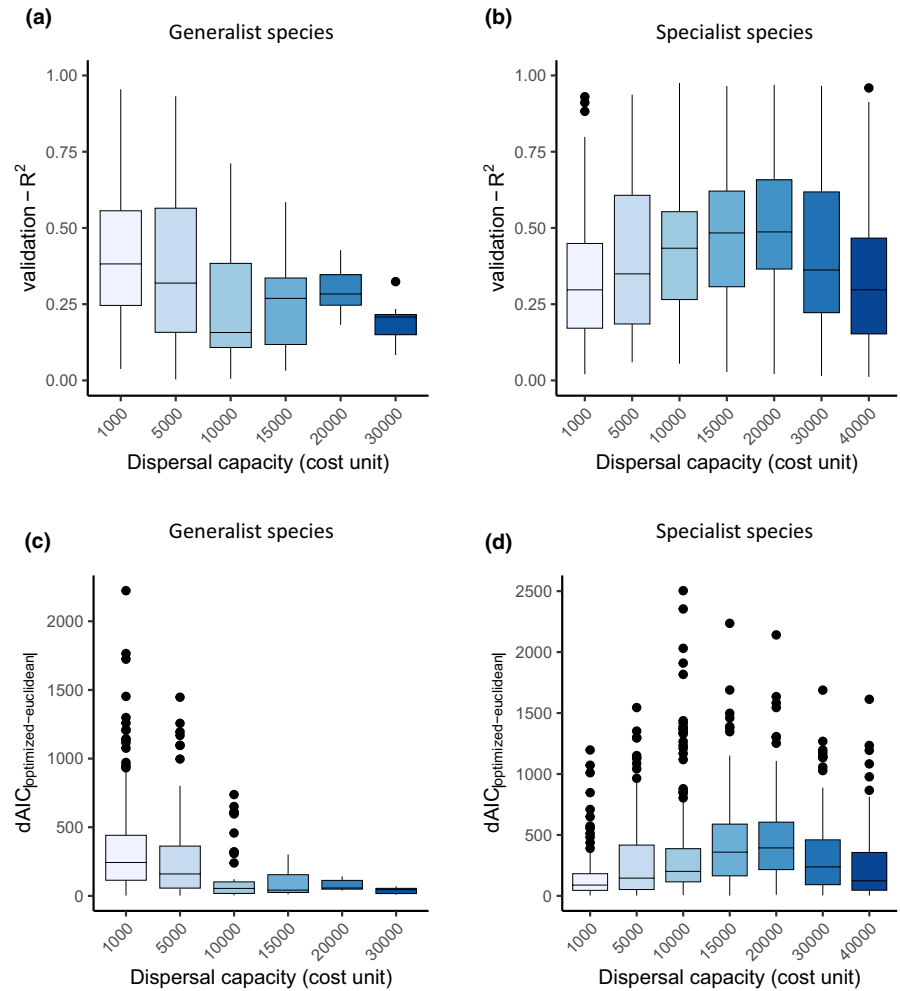 (a)
Generalist species
1.00
0.75
0.50
0.25
0.00
validation − R²
1000
5000
10000
15000
20000
30000
Dispersal capacity (cost unit)
(b)
Specialist species
1.00
0.75
0.50
0.25
0.00
validation − R²
1000
5000
10000
15000
20000
30000
40000
Dispersal capacity (cost unit)
(c)
Generalist species
2000
1500
1000
500
0
dAIC|optimized−euclidean|
1000
5000
10000
15000
20000
30000
Dispersal capacity (cost unit)
(d)
Specialist species
2500
2000
1500
1000
500
0
dAIC|optimized−euclidean|
1000
5000
10000
15000
20000
30000
40000
Dispersal capacity (cost unit)